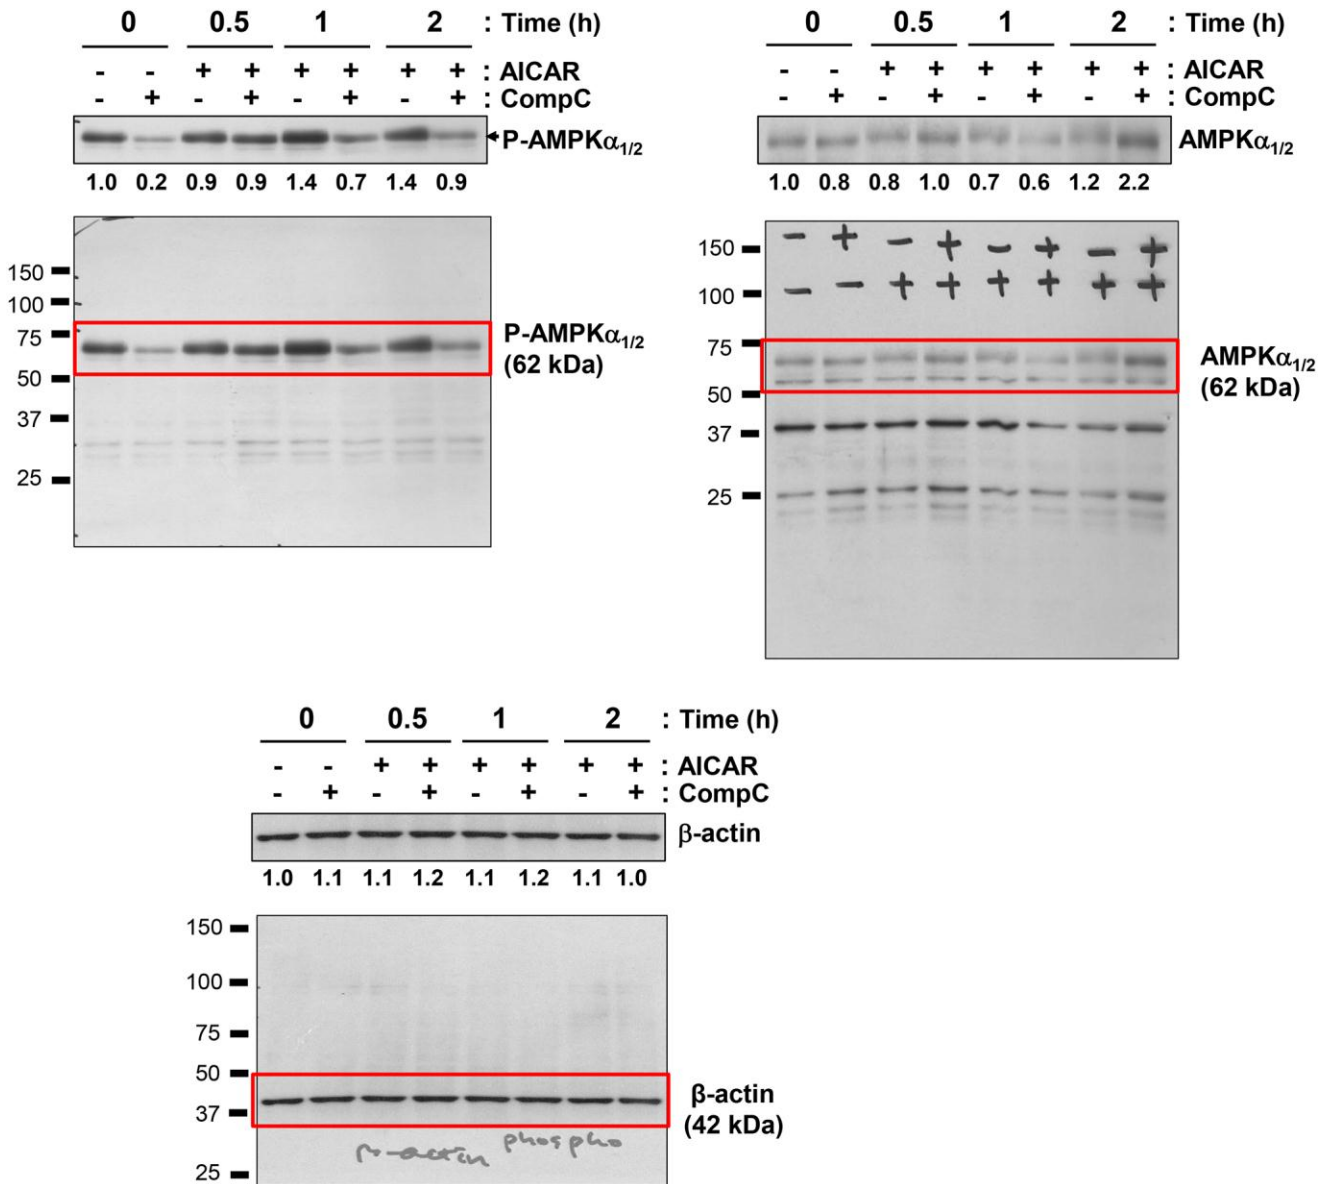 0 0.5 1 2 : Time (h)
- - + + + + + + : AICAR
- + - + - + - + : CompC
P-AMPKα1/2
1.0 0.2 0.9 0.9 1.4 0.7 1.4 0.9
150
100
75
50
37
25
P-AMPKα1/2
(62 kDa)
0 0.5 1 2 : Time (h)
- - + + + + + + : AICAR
- + - + - + - + : CompC
AMPKα1/2
1.0 0.8 0.8 1.0 0.7 0.6 1.2 2.2
- + - + - + - +
- - + + + + + +
150
100
75
50
37
25
AMPKα1/2
(62 kDa)
0 0.5 1 2 : Time (h)
- - + + + + + + : AICAR
- + - + - + - + : CompC
β-actin
1.0 1.1 1.1 1.2 1.1 1.2 1.1 1.0
150
100
75
50
37
25
β-actin
(42 kDa)
β-actin phospho